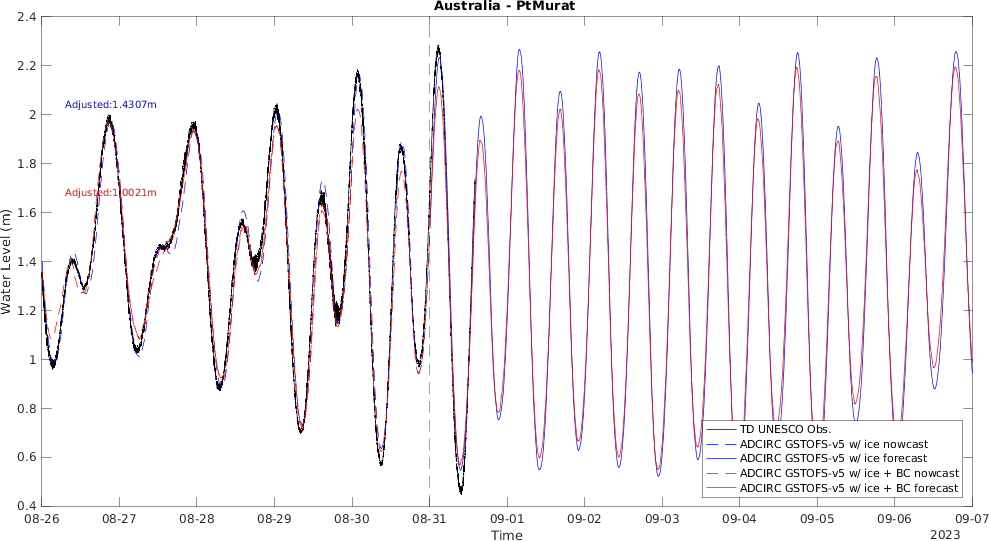 Australia - PtMurat
2.4
2.2
2
1.8
1.6
1.4
1.2
1
0.8
0.6
0.4
Water Level (m)
Adjusted:1.4307m
Adjusted:1.0021m
TD UNESCO Obs.
ADCIRC GSTOFS-v5 w/ ice nowcast
ADCIRC GSTOFS-v5 w/ ice forecast
ADCIRC GSTOFS-v5 w/ ice + BC nowcast
ADCIRC GSTOFS-v5 w/ ice + BC forecast
08-26 08-27 08-28 08-29 08-30 08-31 09-01 09-02 09-03 09-04 09-05 09-06 09-07
Time
2023